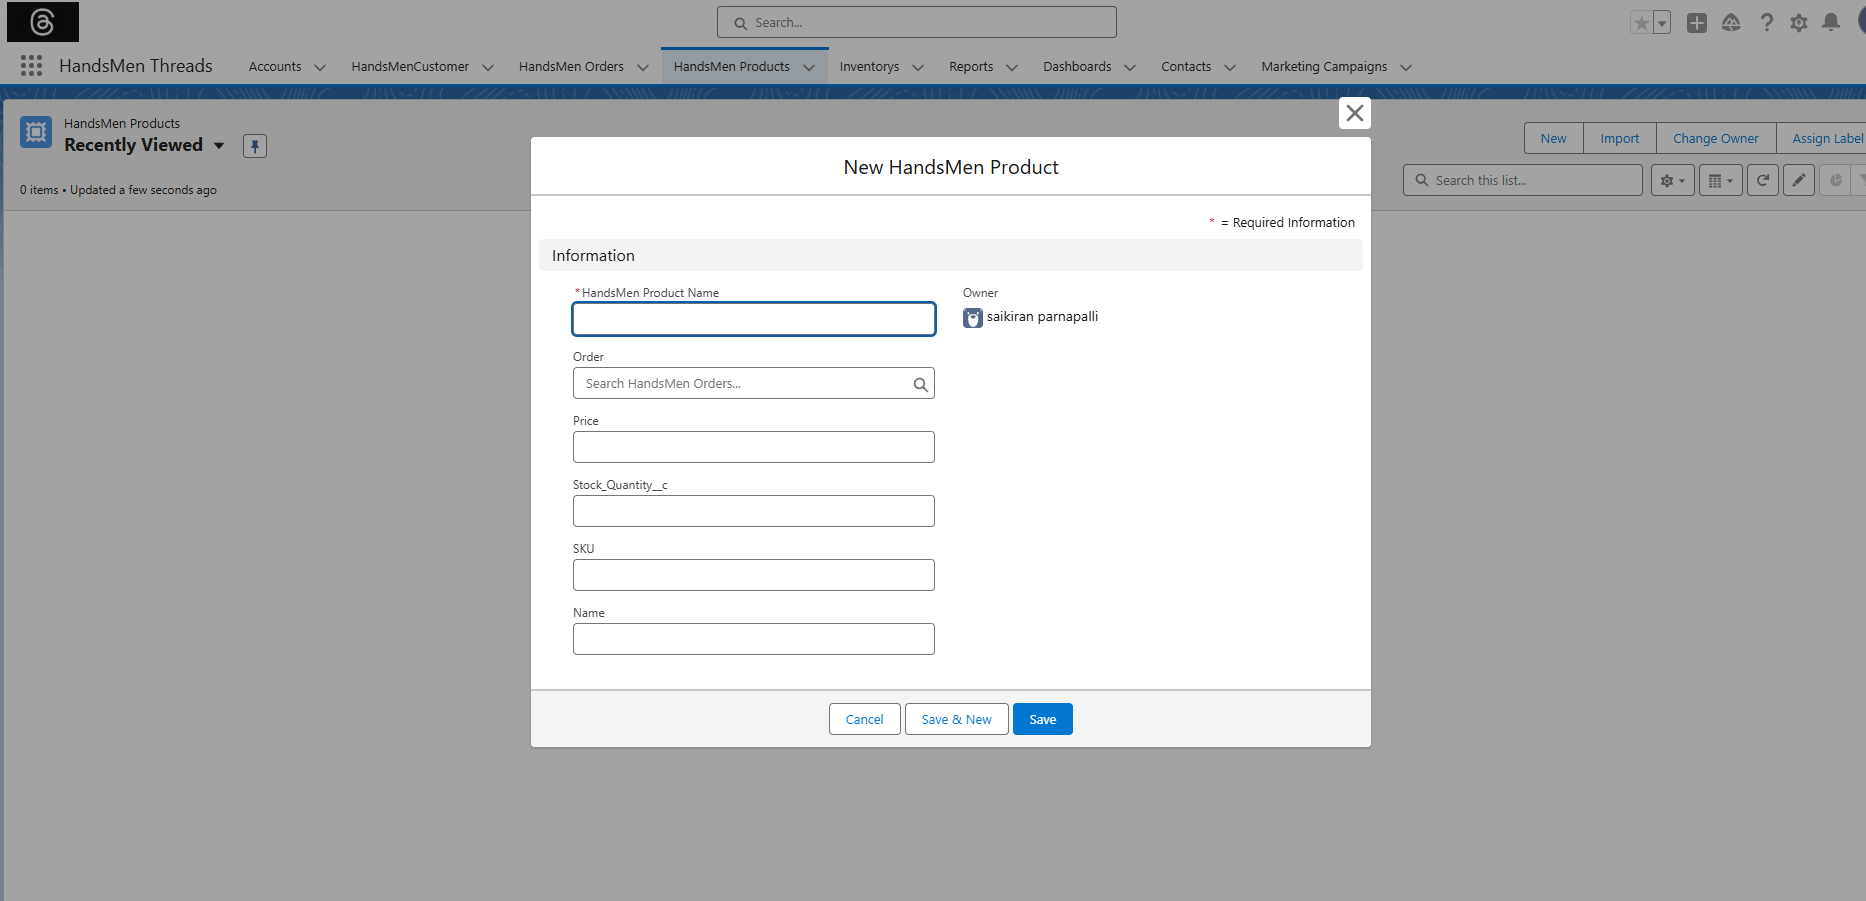 Search...
HandsMen Threads
Accounts
HandsMenCustomer
HandsMen Orders
HandsMen Products
Inventorys
Reports
Dashboards
Contacts
Marketing Campaigns
HandsMen Products
Recently Viewed
New
Import
Change Owner
Assign Label
0 items • Updated a few seconds ago
Search this list...
New HandsMen Product
* = Required Information
Information
*HandsMen Product Name
Owner
saikiran parnapalli
Order
Search HandsMen Orders...
Price
Stock_Quantity__c
SKU
Name
Cancel
Save & New
Save